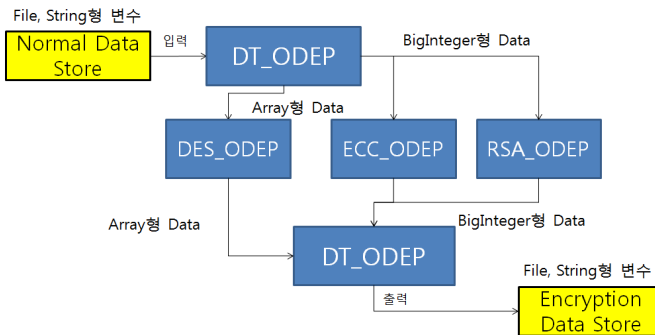 File, String형 변수
Normal Data
Store
입력
DT_ODEP
BigInteger형 Data
Array형 Data
DES_ODEP
ECC_ODEP
RSA_ODEP
Array형 Data
BigInteger형 Data
DT_ODEP
File, String형 변수
출력
Encryption
Data Store